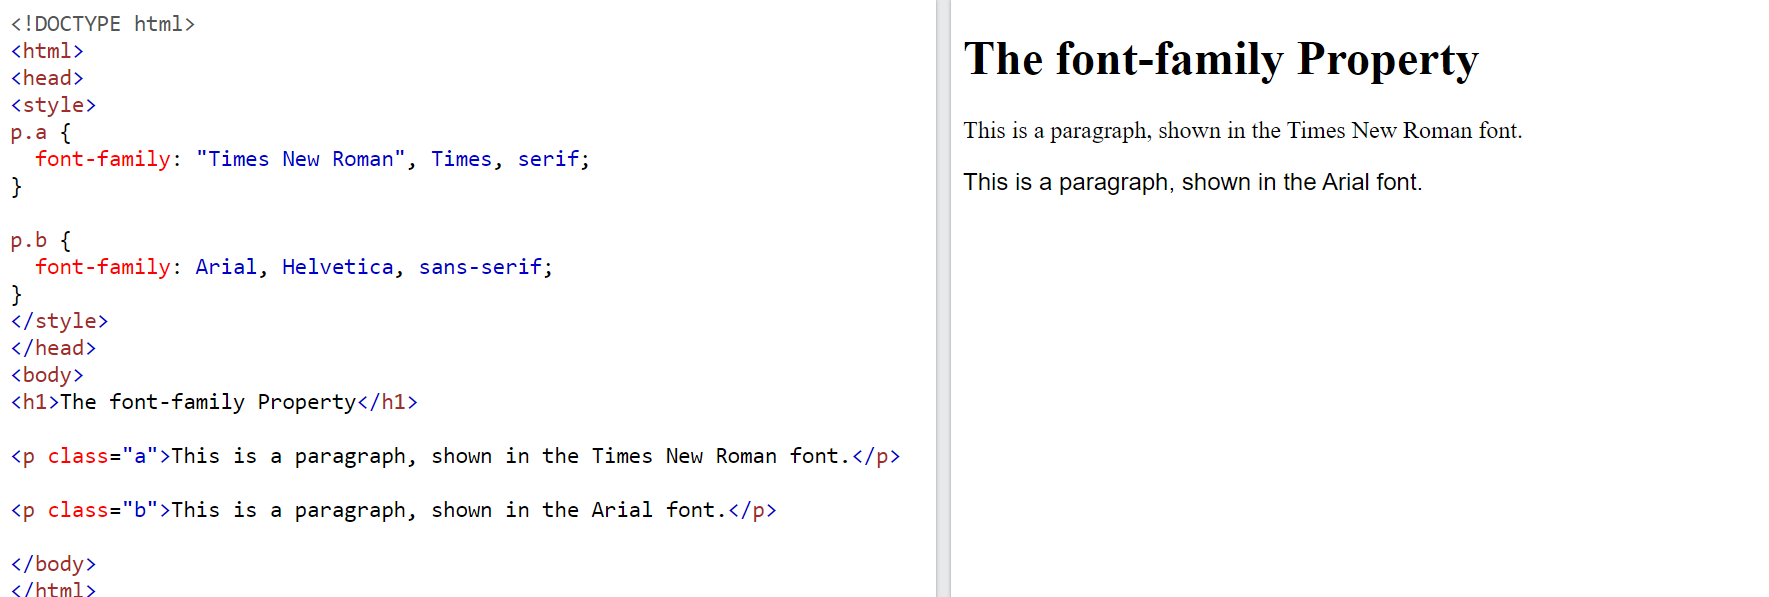 <!DOCTYPE html>
<html>
<head>
<style>
p.a {
  font-family: "Times New Roman", Times, serif;
}

p.b {
  font-family: Arial, Helvetica, sans-serif;
}
</style>
</head>
<body>
<h1>The font-family Property</h1>

<p class="a">This is a paragraph, shown in the Times New Roman font.</p>

<p class="b">This is a paragraph, shown in the Arial font.</p>

</body>
</html>
The font-family Property
This is a paragraph, shown in the Times New Roman font.
This is a paragraph, shown in the Arial font.